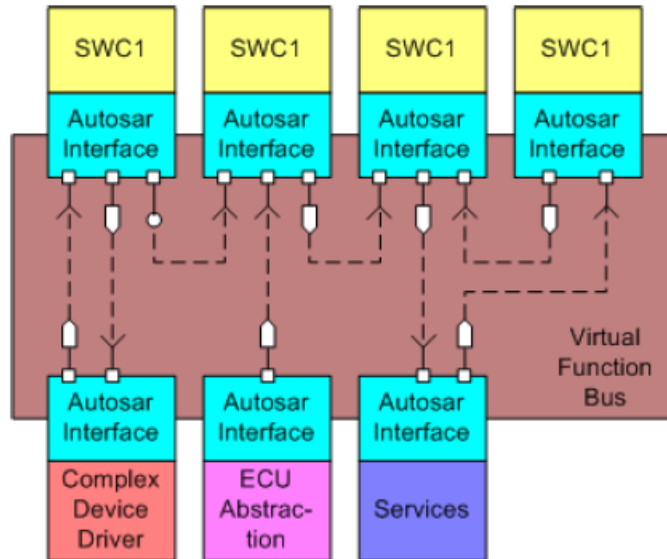 SWC1
SWC1
SWC1
SWC1
Autosar
Interface
Autosar
Interface
Autosar
Interface
Autosar
Interface
Virtual
Function
Bus
Autosar
Interface
Autosar
Interface
Autosar
Interface
Complex
Device
Driver
ECU
Abstrac-
tion
Services